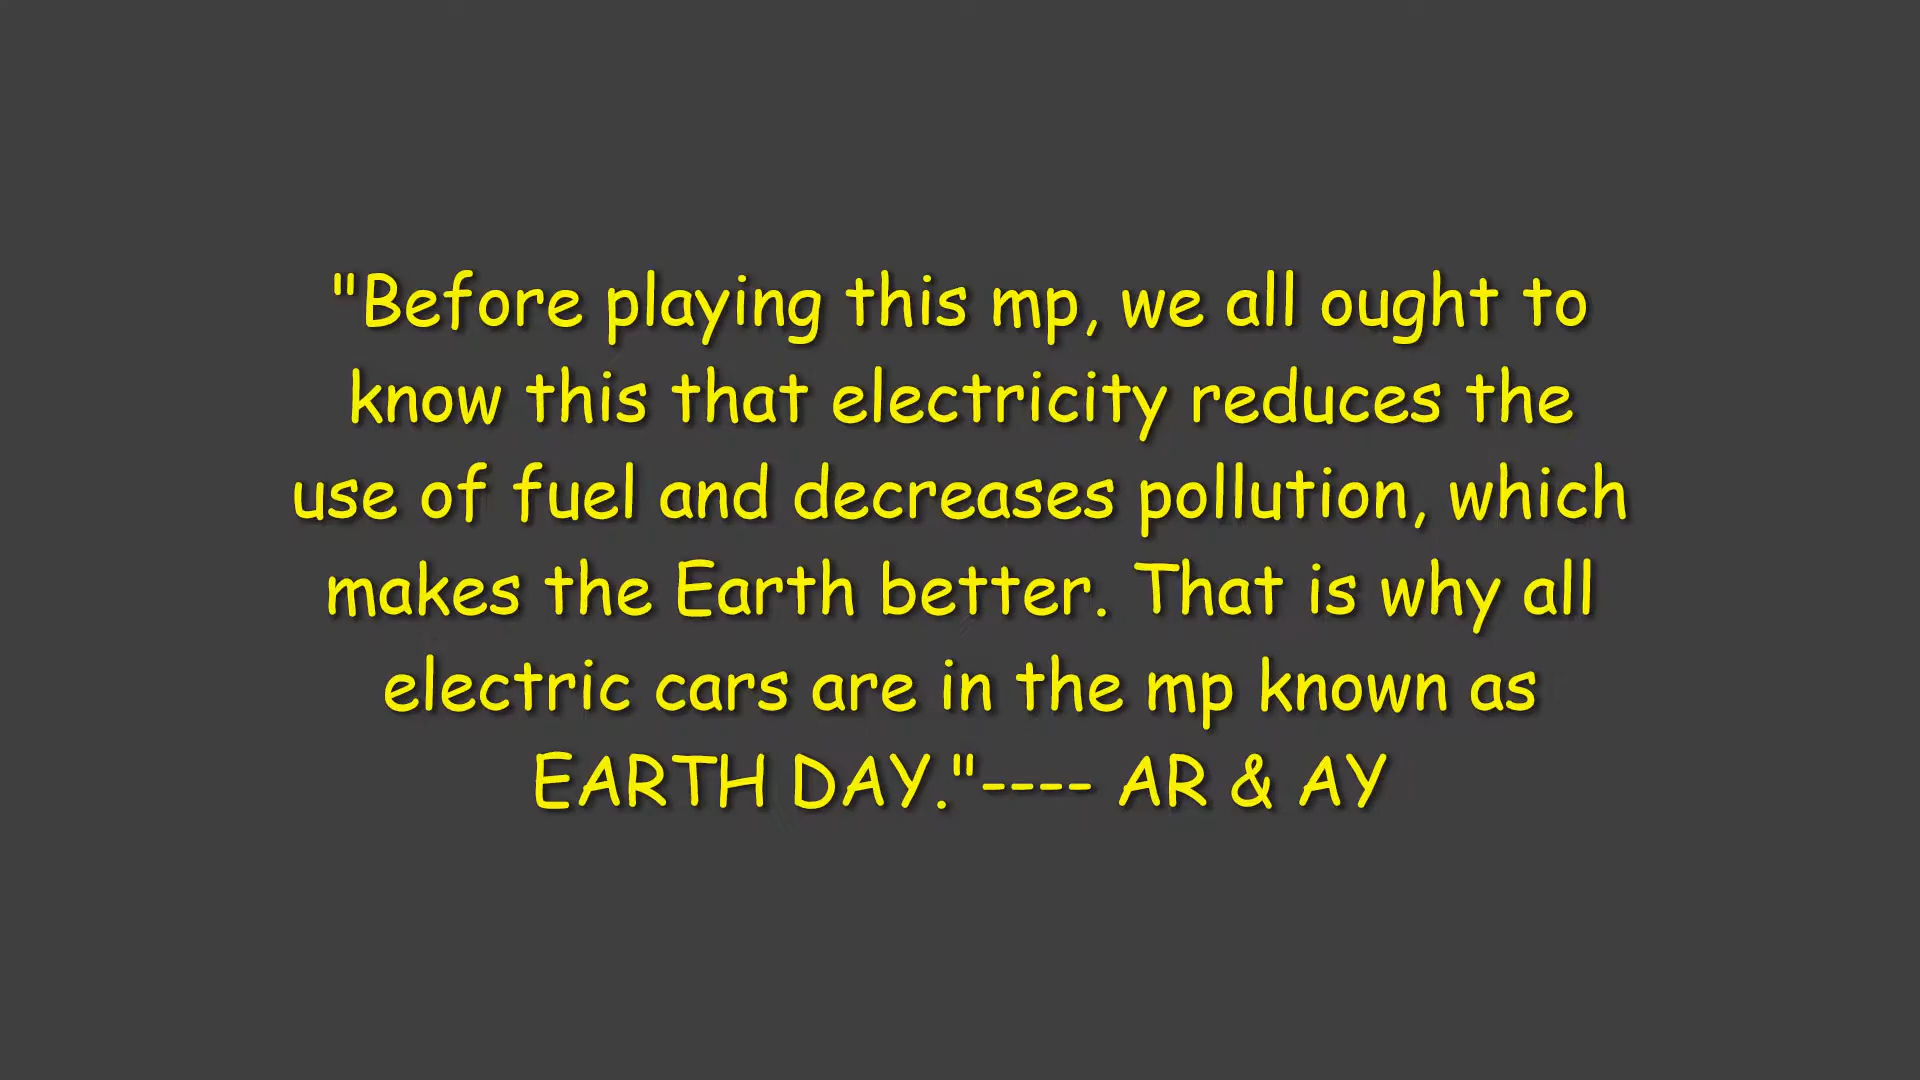 "Before playing this mp, we all ought to
know this that electricity reduces the
use of fuel and decreases pollution, which
makes the Earth better. That is why all
electric cars are in the mp known as
EARTH DAY."---- AR & AY